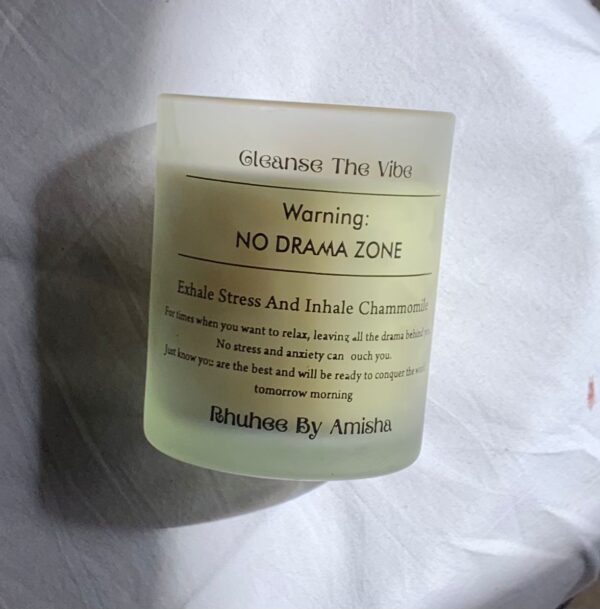 Cleanse The Vibe
Warning:
NO DRAMA ZONE
Exhale Stress And Inhale Chammomile
For times when you want to relax, leaving all the drama behind
No stress and anxiety can ouch you.
Just know you are the best and will be ready to conquer the
tomorrow morning
Rhuhee By Amisha